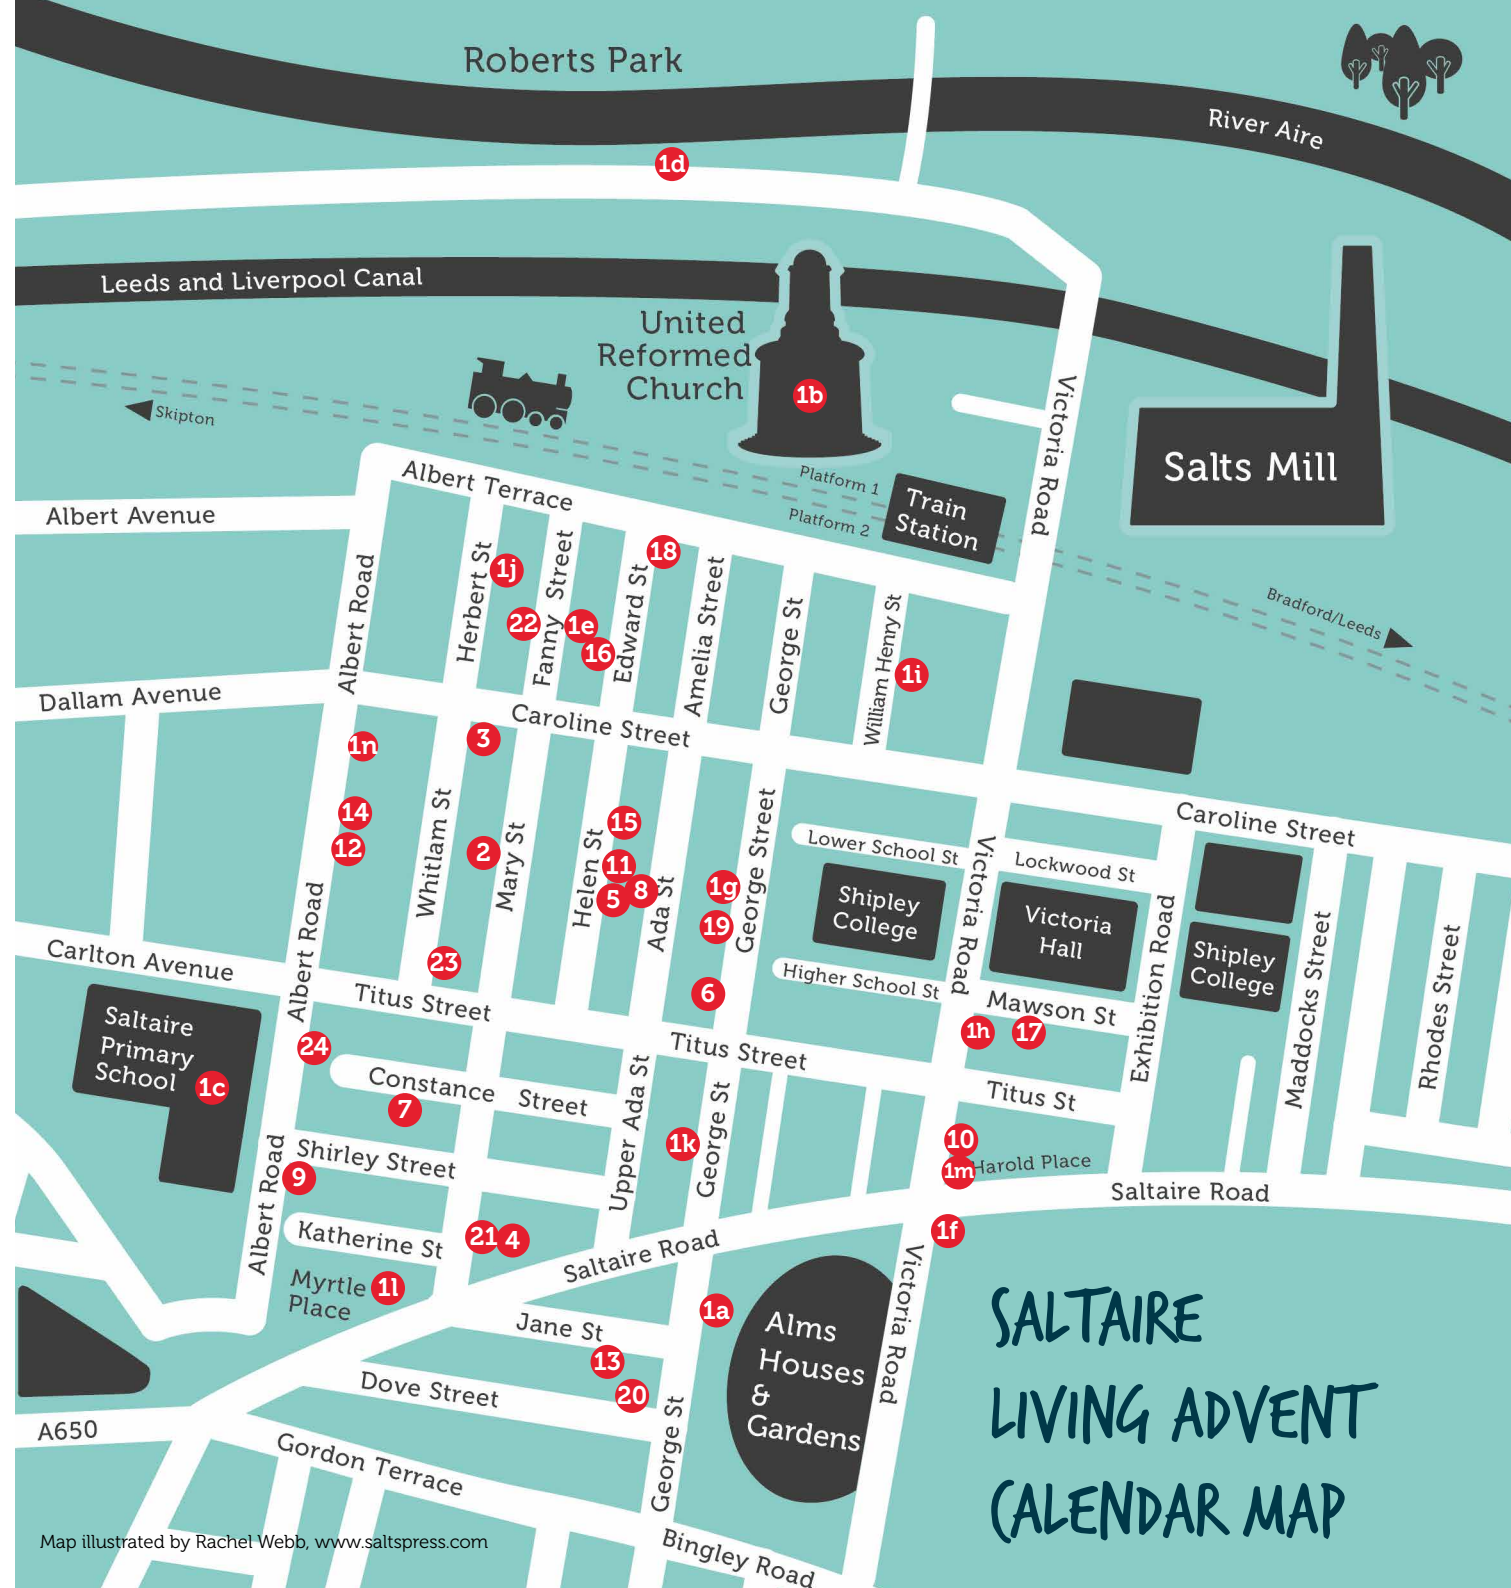 Roberts Park
River Aire
1d
Leeds and Liverpool Canal
United
Reformed
Church
1b
Skipton
Victoria Road
Salts Mill
Albert Terrace
Platform 1
Platform 2
Train
Station
Albert Avenue
18
1j
Bradford/Leeds
Albert Road
Herbert St
Fanny Street
Edward St
Amelia Street
George St
William Henry St
22
1e
16
1i
Dallam Avenue
Caroline Street
1n
3
14
12
Whitlam St
2
Mary St
15
Helen St
11
5
8
Ada St
1g
19
George Street
Lower School St
Lockwood St
Caroline Street
Shipley
College
Victoria
Hall
Victoria Road
Exhibition Road
Shipley
College
Maddocks Street
Rhodes Street
Albert Road
Carlton Avenue
23
6
Higher School St
Titus Street
Mawson St
1h
17
Saltaire
Primary
School
1c
24
Titus Street
Constance Street
7
Titus St
Upper Ada St
George St
1k
10
1m
Harold Place
Albert Road
Shirley Street
9
Saltaire Road
Katherine St
21
4
Saltaire Road
1f
Victoria Road
Myrtle
Place
1l
1a
Alms
Houses
&
Gardens
Jane St
13
Dove Street
20
George St
A650
Gordon Terrace
Bingley Road
SALTAIRE
LIVING ADVENT
CALENDAR MAP
Map illustrated by Rachel Webb, www.saltspress.com